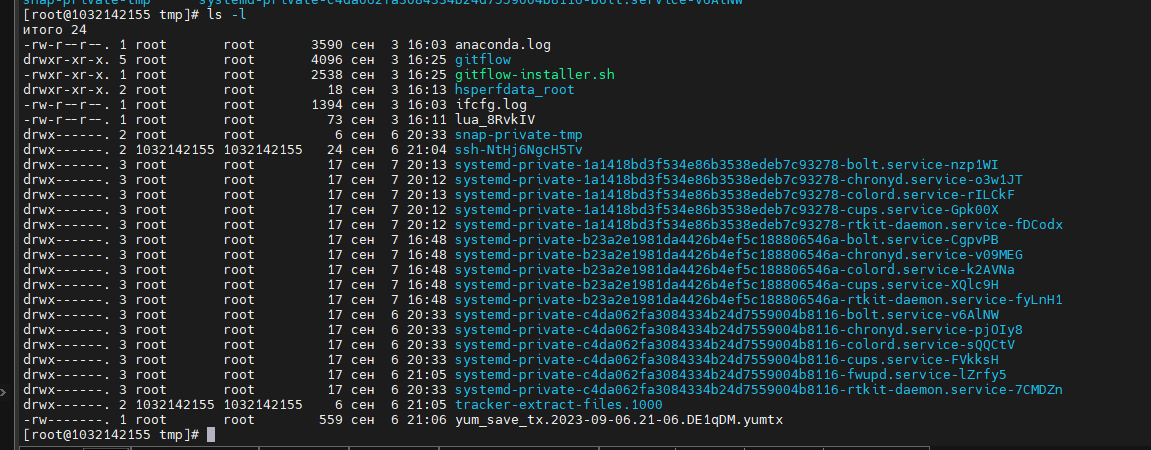 snap-private-tmp      systemd-private-c4da062fa3084334b24d7559004b8116-bolt.service-v6AlNW
[root@1032142155 tmp]# ls -l
итого 24
-rw-r--r--. 1 root       root       3590 сен  3 16:03 anaconda.log
drwxr-xr-x. 5 root       root       4096 сен  3 16:25 gitflow
-rwxr-xr-x. 1 root       root       2538 сен  3 16:25 gitflow-installer.sh
drwxr-xr-x. 2 root       root         18 сен  3 16:13 hsperfdata_root
-rw-r--r--. 1 root       root       1394 сен  3 16:03 ifcfg.log
-rw-r--r--. 1 root       root         73 сен  3 16:11 lua_8RvkIV
drwx------. 2 root       root          6 сен  6 20:33 snap-private-tmp
drwx------. 2 1032142155 1032142155   24 сен  6 21:04 ssh-NtHj6NgcH5Tv
drwx------. 3 root       root         17 сен  7 20:13 systemd-private-1a1418bd3f534e86b3538edeb7c93278-bolt.service-nzp1WI
drwx------. 3 root       root         17 сен  7 20:12 systemd-private-1a1418bd3f534e86b3538edeb7c93278-chronyd.service-o3w1JT
drwx------. 3 root       root         17 сен  7 20:13 systemd-private-1a1418bd3f534e86b3538edeb7c93278-colord.service-rILCkF
drwx------. 3 root       root         17 сен  7 20:12 systemd-private-1a1418bd3f534e86b3538edeb7c93278-cups.service-Gpk00X
drwx------. 3 root       root         17 сен  7 20:12 systemd-private-1a1418bd3f534e86b3538edeb7c93278-rtkit-daemon.service-fDCodx
drwx------. 3 root       root         17 сен  7 16:48 systemd-private-b23a2e1981da4426b4ef5c188806546a-bolt.service-CgpvPB
drwx------. 3 root       root         17 сен  7 16:48 systemd-private-b23a2e1981da4426b4ef5c188806546a-chronyd.service-v09MEG
drwx------. 3 root       root         17 сен  7 16:48 systemd-private-b23a2e1981da4426b4ef5c188806546a-colord.service-k2AVNa
drwx------. 3 root       root         17 сен  7 16:48 systemd-private-b23a2e1981da4426b4ef5c188806546a-cups.service-XQlc9H
drwx------. 3 root       root         17 сен  7 16:48 systemd-private-b23a2e1981da4426b4ef5c188806546a-rtkit-daemon.service-fyLnH1
drwx------. 3 root       root         17 сен  6 20:33 systemd-private-c4da062fa3084334b24d7559004b8116-bolt.service-v6AlNW
drwx------. 3 root       root         17 сен  6 20:33 systemd-private-c4da062fa3084334b24d7559004b8116-chronyd.service-pjOIy8
drwx------. 3 root       root         17 сен  6 20:33 systemd-private-c4da062fa3084334b24d7559004b8116-colord.service-sQQCtV
drwx------. 3 root       root         17 сен  6 20:33 systemd-private-c4da062fa3084334b24d7559004b8116-cups.service-FVkksH
drwx------. 3 root       root         17 сен  6 21:05 systemd-private-c4da062fa3084334b24d7559004b8116-fwupd.service-lZrfy5
drwx------. 3 root       root         17 сен  6 20:33 systemd-private-c4da062fa3084334b24d7559004b8116-rtkit-daemon.service-7CMDZn
drwx------. 2 1032142155 1032142155    6 сен  6 21:05 tracker-extract-files.1000
-rw-------. 1 root       root        559 сен  6 21:06 yum_save_tx.2023-09-06.21-06.DE1qDM.yumtx
[root@1032142155 tmp]#